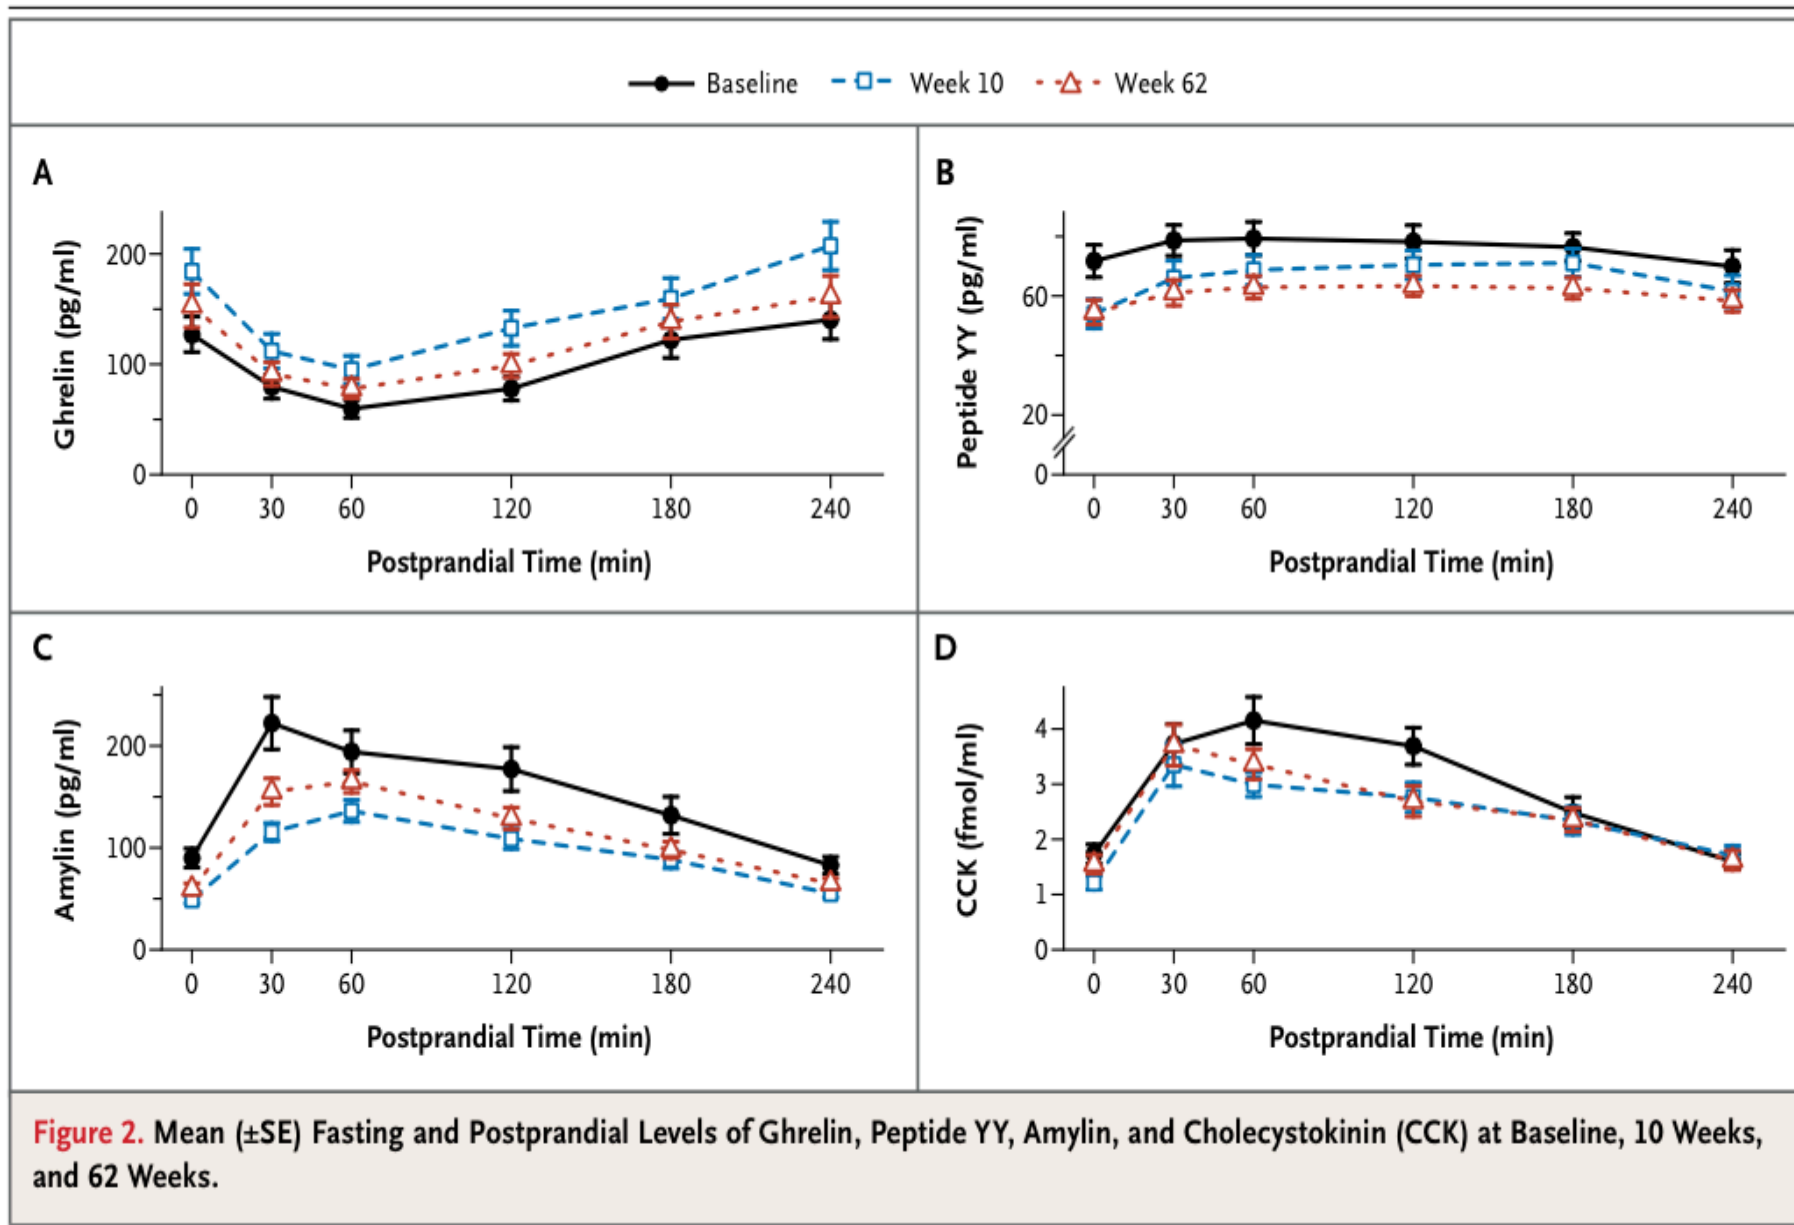 Baseline Week 10 Week 62
A
Ghrelin (pg/ml)
200
100
0
0 30 60 120 180 240
Postprandial Time (min)
B
Peptide YY (pg/ml)
60
20
0
0 30 60 120 180 240
Postprandial Time (min)
C
Amylin (pg/ml)
200
100
0
0 30 60 120 180 240
Postprandial Time (min)
D
CCK (fmol/ml)
4
3
2
1
0
0 30 60 120 180 240
Postprandial Time (min)
Figure 2. Mean (±SE) Fasting and Postprandial Levels of Ghrelin, Peptide YY, Amylin, and Cholecystokinin (CCK) at Baseline, 10 Weeks,
and 62 Weeks.